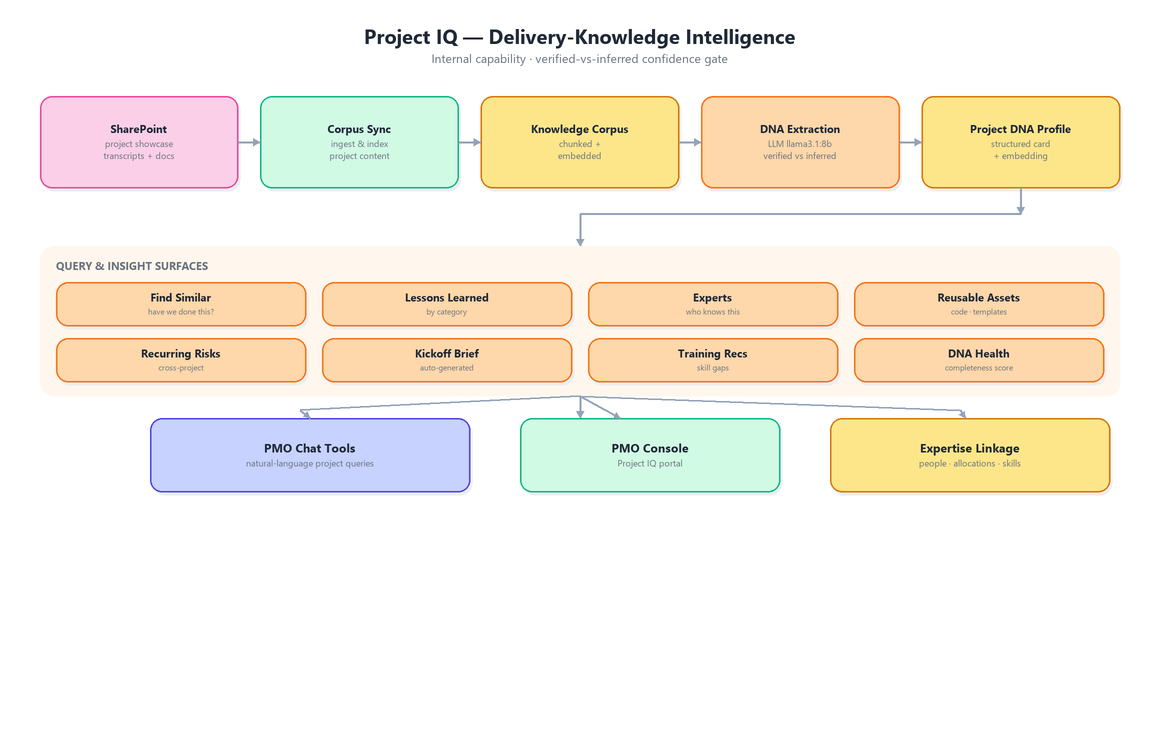 Project IQ — Delivery-Knowledge Intelligence
Internal capability · verified-vs-inferred confidence gate
SharePoint
project showcase
transcripts + docs
Corpus Sync
ingest & index
project content
Knowledge Corpus
chunked +
embedded
DNA Extraction
LLM llama3.1:8b
verified vs inferred
Project DNA Profile
structured card
+ embedding
QUERY & INSIGHT SURFACES
Find Similar
have we done this?
Lessons Learned
by category
Experts
who knows this
Reusable Assets
code · templates
Recurring Risks
cross-project
Kickoff Brief
auto-generated
Training Recs
skill gaps
DNA Health
completeness score
PMO Chat Tools
natural-language project queries
PMO Console
Project IQ portal
Expertise Linkage
people · allocations · skills